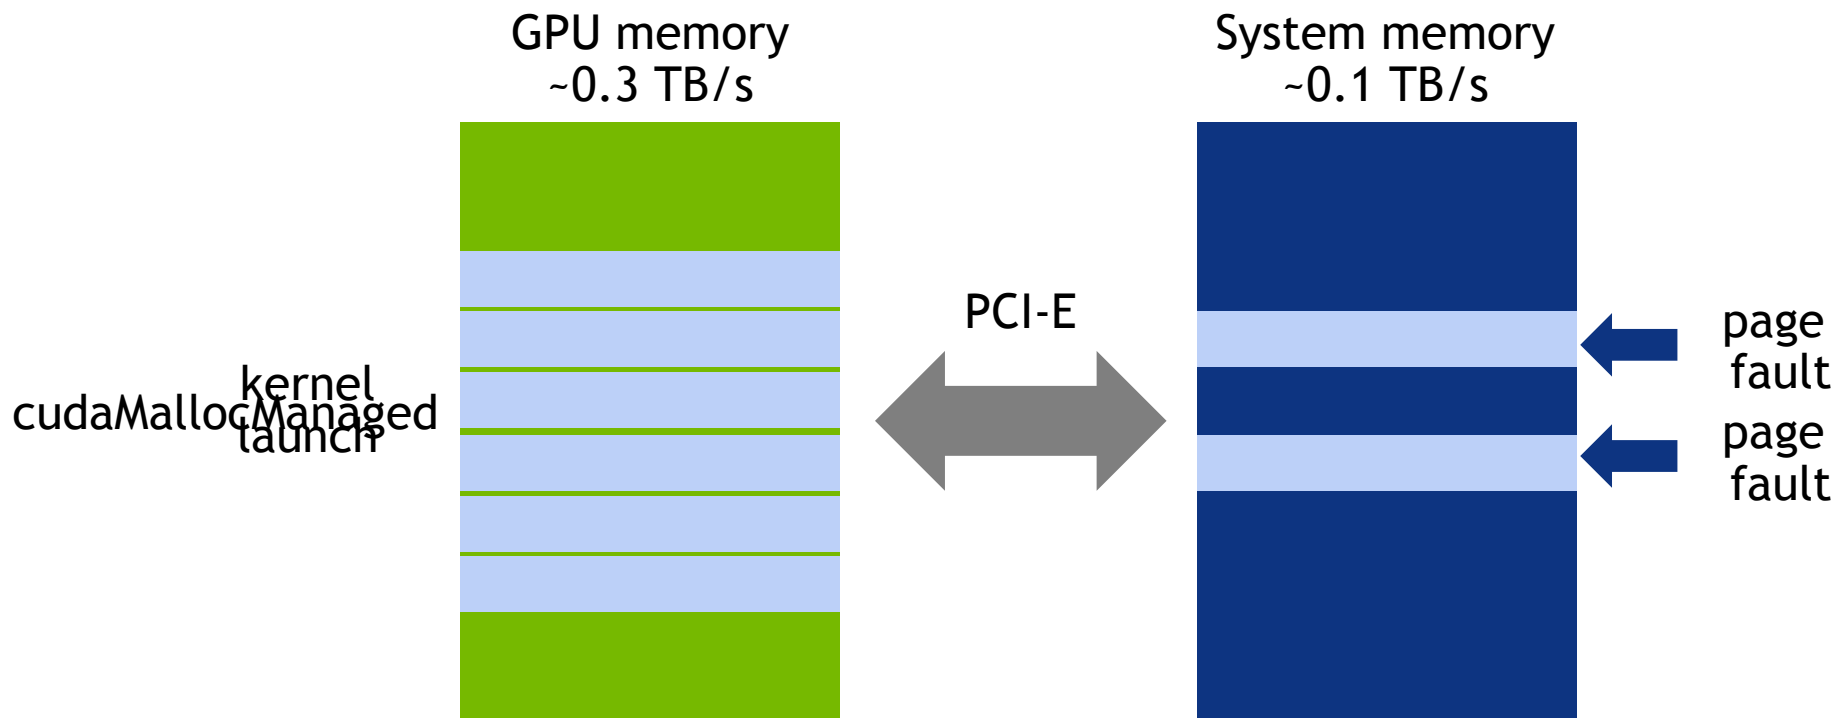 GPU memory
~0.3 TB/s
System memory
~0.1 TB/s
PCI-E
page
fault
kernel
launch
cudaMallocManaged
page
fault